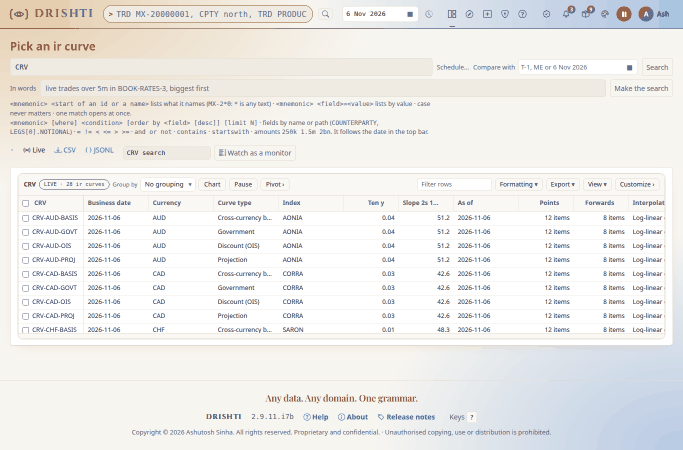 {👁} DRISHTI
> TRD MX-20000001, CPTY north, TRD PRODUC
6 Nov 2026
3
9
A Ash
Pick an ir curve
CRV
Schedule... Compare with T-1, ME or 6 Nov 2026 Search
In words live trades over 5m in BOOK-RATES-3, biggest first Make the search
<mnemonic> <start of an id or a name> lists what it names (MX-2*0: * is any text) · <mnemonic> <field>=<value> lists by value · case
never matters · one match opens at once.
<mnemonic> [where] <condition> [order by <field> [desc]] [limit N] · fields by name or path (COUNTERPARTY,
LEGS[0].NOTIONAL) · = != < <= > >= · and or not · contains · startswith · amounts 250k 1.5m 2bn. It follows the date in the top bar.
Live CSV {} JSONL CRV search Watch as a monitor
CRV LIVE · 28 ir curves Group by No grouping Chart Pause Pivot › Filter rows Formatting ▾ Export ▾ View ▾ Customize ›
CRV Business date Currency Curve type Index Ten y Slope 2s 1... As of Points Forwards Interpolat
CRV-AUD-BASIS 2026-11-06 AUD Cross-currency b... AONIA 0.04 51.2 2026-11-06 12 items 8 items Log-linear
CRV-AUD-GOVT 2026-11-06 AUD Government AONIA 0.04 51.2 2026-11-06 12 items 8 items Log-linear
CRV-AUD-OIS 2026-11-06 AUD Discount (OIS) AONIA 0.04 51.2 2026-11-06 12 items 8 items Log-linear
CRV-AUD-PROJ 2026-11-06 AUD Projection AONIA 0.04 51.2 2026-11-06 12 items 8 items Log-linear
CRV-CAD-BASIS 2026-11-06 CAD Cross-currency b... CORRA 0.03 42.6 2026-11-06 12 items 8 items Log-linear
CRV-CAD-GOVT 2026-11-06 CAD Government CORRA 0.03 42.6 2026-11-06 12 items 8 items Log-linear
CRV-CAD-OIS 2026-11-06 CAD Discount (OIS) CORRA 0.03 42.6 2026-11-06 12 items 8 items Log-linear
CRV-CAD-PROJ 2026-11-06 CAD Projection CORRA 0.03 42.6 2026-11-06 12 items 8 items Log-linear
CRV-CHF-BASIS 2026-11-06 CHF Cross-currency b... SARON 0.01 48.3 2026-11-06 12 items 8 items Log-linear
Any data. Any domain. One grammar.
DRISHTI 2.9.11.i7b Help About Release notes Keys ?
Copyright © 2026 Ashutosh Sinha. All rights reserved. Proprietary and confidential. · Unauthorised copying, use or distribution is prohibited.